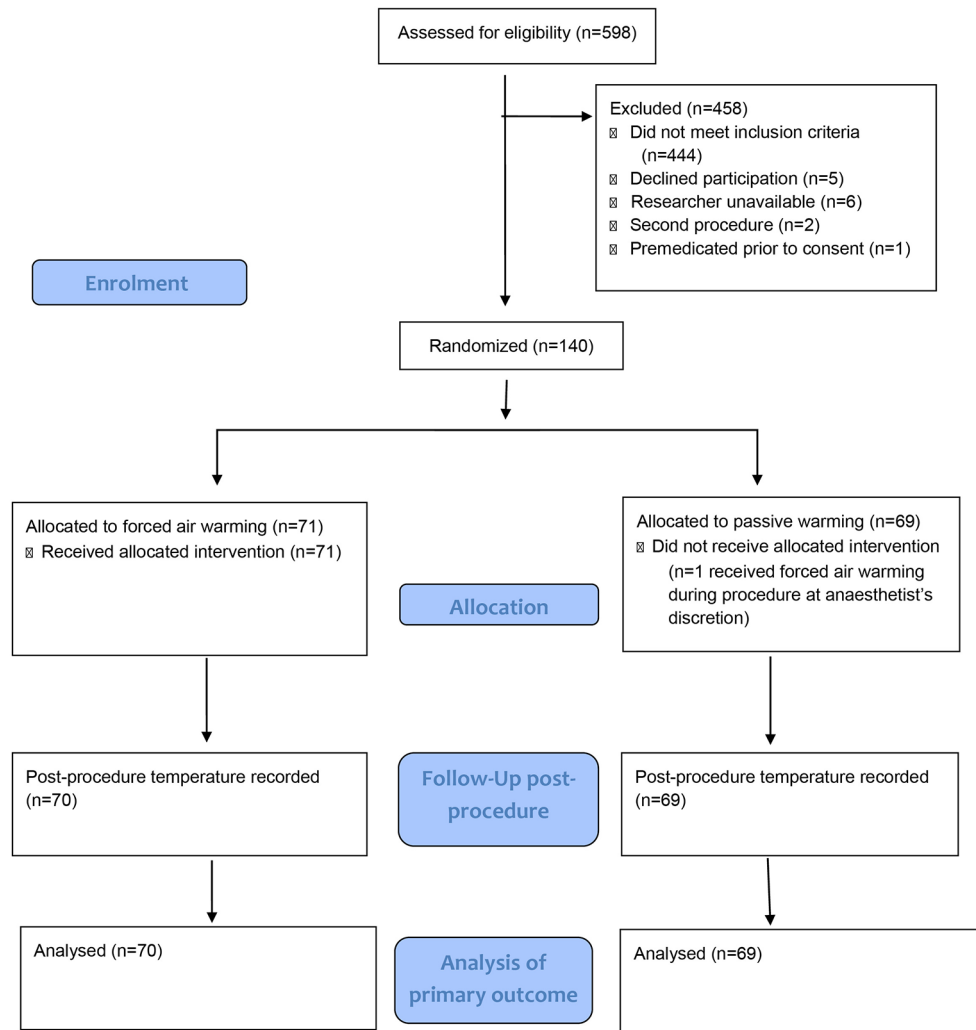 Assessed for eligibility (n=598)
Excluded (n=458)
Did not meet inclusion criteria
(n=444)
Declined participation (n=5)
Researcher unavailable (n=6)
Second procedure (n=2)
Premedicated prior to consent (n=1)
Enrolment
Randomized (n=140)
Allocated to forced air warming (n=71)
Received allocated intervention (n=71)
Allocated to passive warming (n=69)
Did not receive allocated intervention
(n=1 received forced air warming
during procedure at anaesthetist's
discretion)
Allocation
Post-procedure temperature recorded
(n=70)
Follow-Up post-
procedure
Post-procedure temperature recorded
(n=69)
Analysed (n=70)
Analysis of
primary outcome
Analysed (n=69)